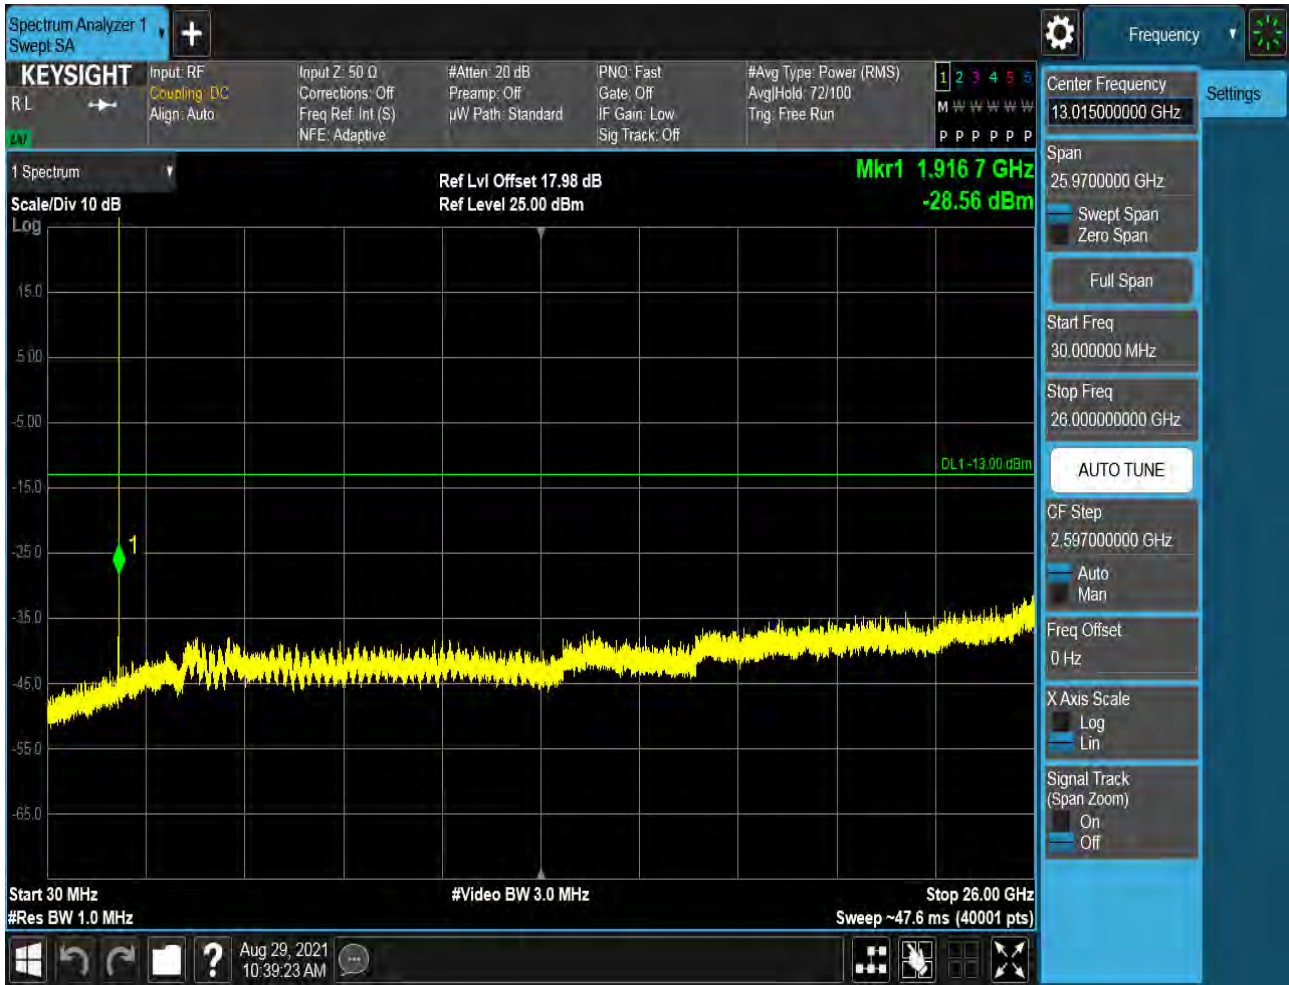 Spectrum Analyzer 1
Swept SA
Frequency
KEYSIGHT
R L
Input: RF
Coupling: DC
Align: Auto
Input Z: 50 Ω
Corrections: Off
Freq Ref: Int (S)
NFE: Adaptive
#Atten: 20 dB
Preamp: Off
µW Path: Standard
PNO: Fast
Gate: Off
IF Gain: Low
Sig Track: Off
#Avg Type: Power (RMS)
Avg|Hold: 72/100
Trig: Free Run
1 2 3 4 5 6
M W W W W W
P P P P P P
1 Spectrum
Scale/Div 10 dB
Log
Ref Lvl Offset 17.98 dB
Ref Level 25.00 dBm
Mkr1 1.916 7 GHz
-28.56 dBm
15.0
5.00
-5.00
-15.0
-25.0
-35.0
-45.0
-55.0
-65.0
DL1 -13.00 dBm
1
Start 30 MHz
#Res BW 1.0 MHz
#Video BW 3.0 MHz
Stop 26.00 GHz
Sweep ~47.6 ms (40001 pts)
Center Frequency
13.015000000 GHz
Settings
Span
25.9700000 GHz
Swept Span
Zero Span
Full Span
Start Freq
30.000000 MHz
Stop Freq
26.000000000 GHz
AUTO TUNE
CF Step
2.597000000 GHz
Auto
Man
Freq Offset
0 Hz
X Axis Scale
Log
Lin
Signal Track
(Span Zoom)
On
Off
?
Aug 29, 2021
10:39:23 AM